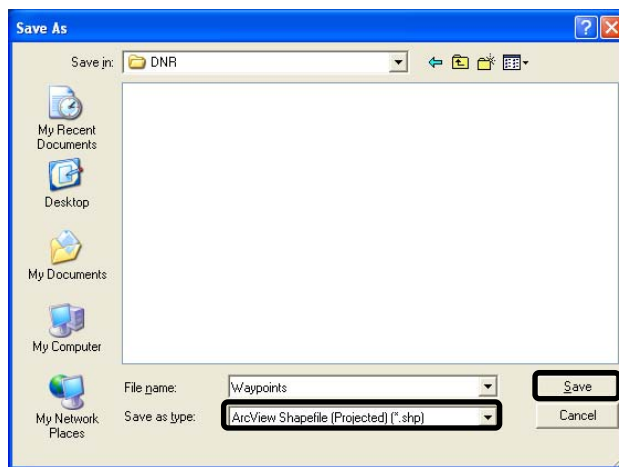 Save As
Save in: DNR
My Recent
Documents
Desktop
My Documents
My Computer
My Network
Places
File name: Waypoints Save
Save as type: ArcView Shapefile (Projected) (*.shp) Cancel